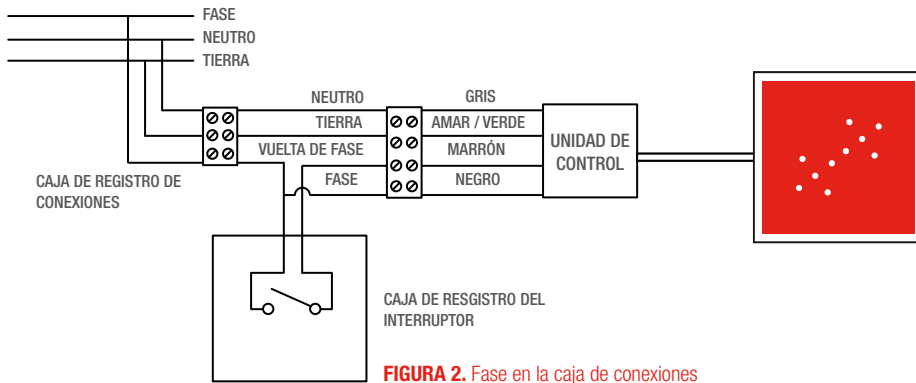 FASE
NEUTRO
TIERRA
NEUTRO
GRIS
TIERRA
AMAR / VERDE
VUELTA DE FASE
MARRÓN
FASE
NEGRO
UNIDAD DE
CONTROL
CAJA DE REGISTRO DE
CONEXIONES
CAJA DE RESGISTRO DEL
INTERRUPTOR
FIGURA 2. Fase en la caja de conexiones